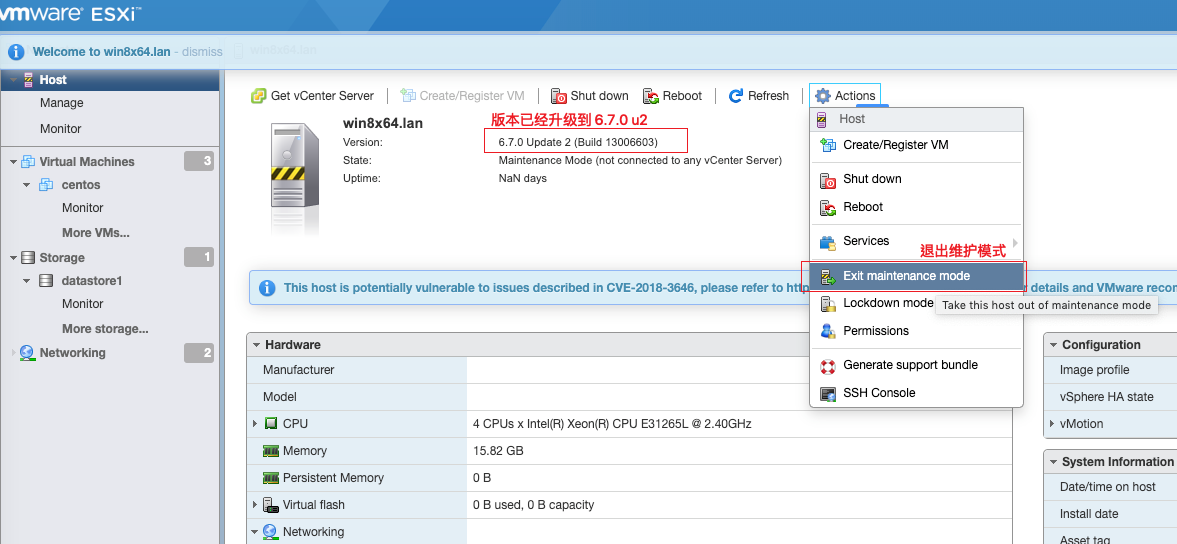 vmware ESXi™
Welcome to win8x64.lan - dismiss
win8x64.lan
Host
Manage
Monitor
Virtual Machines 3
centos
Monitor
More VMs...
Storage 1
datastore1
Monitor
More storage...
Networking 2
Get vCenter Server
Create/Register VM
Shut down
Reboot
Refresh
Actions
版本已经升级到 6.7.0 u2
win8x64.lan
Version: 6.7.0 Update 2 (Build 13006603)
State: Maintenance Mode (not connected to any vCenter Server)
Uptime: NaN days
Host
Create/Register VM
Shut down
Reboot
Services
退出维护模式
Exit maintenance mode
Lockdown mode
Take this host out of maintenance mode
Permissions
Generate support bundle
SSH Console
This host is potentially vulnerable to issues described in CVE-2018-3646, please refer to details and VMware
Hardware
Manufacturer
Model
CPU 4 CPUs x Intel(R) Xeon(R) CPU E31265L @ 2.40GHz
Memory 15.82 GB
Persistent Memory 0 B
Virtual flash 0 B used, 0 B capacity
Networking
Configuration
Image profile
vSphere HA state
vMotion
System Information
Date/time on host
Install date
Asset tag